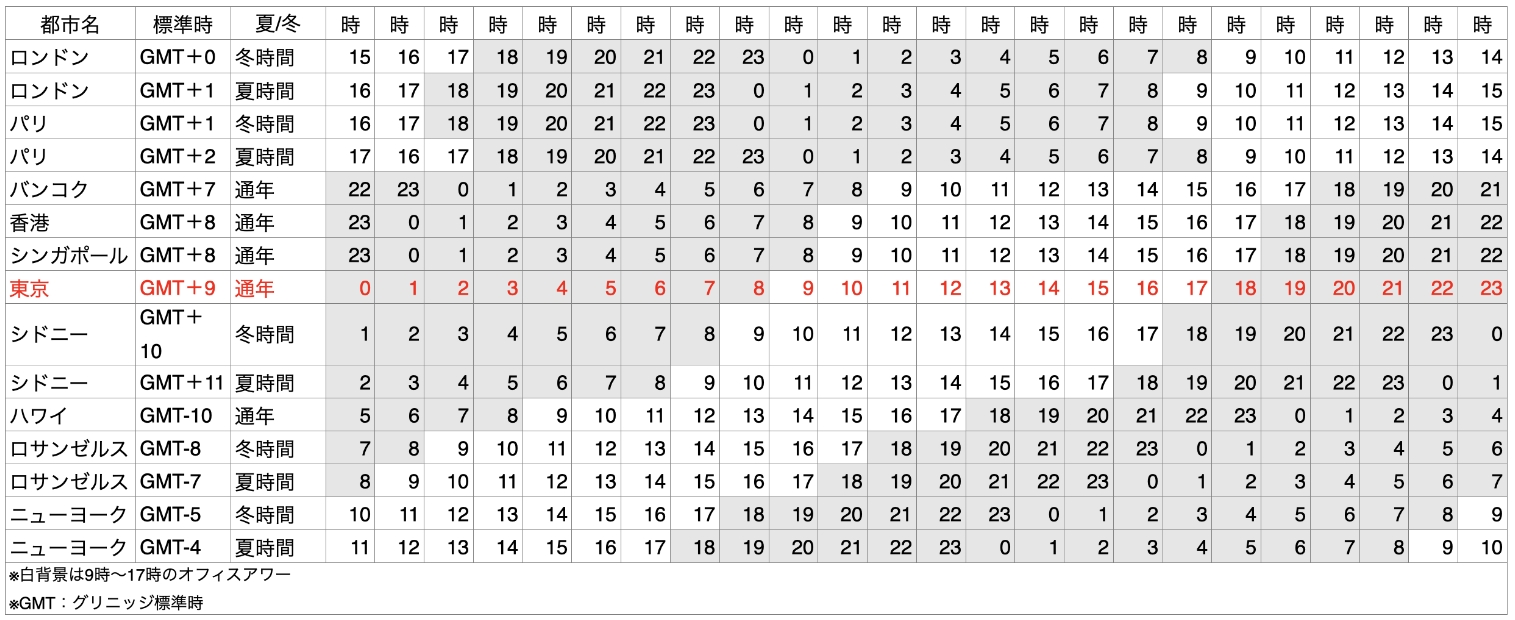 都市名 標準時 夏/冬 時 時 時 時 時 時 時 時 時 時 時 時 時 時 時 時 時 時 時 時 時 時 時 時
ロンドン GMT＋0 冬時間 15 16 17 18 19 20 21 22 23 0 1 2 3 4 5 6 7 8 9 10 11 12 13 14
ロンドン GMT＋1 夏時間 16 17 18 19 20 21 22 23 0 1 2 3 4 5 6 7 8 9 10 11 12 13 14 15
パリ GMT＋1 冬時間 16 17 18 19 20 21 22 23 0 1 2 3 4 5 6 7 8 9 10 11 12 13 14 15
パリ GMT＋2 夏時間 17 16 17 18 19 20 21 22 23 0 1 2 3 4 5 6 7 8 9 10 11 12 13 14
バンコク GMT＋7 通年 22 23 0 1 2 3 4 5 6 7 8 9 10 11 12 13 14 15 16 17 18 19 20 21
香港 GMT＋8 通年 23 0 1 2 3 4 5 6 7 8 9 10 11 12 13 14 15 16 17 18 19 20 21 22
シンガポール GMT＋8 通年 23 0 1 2 3 4 5 6 7 8 9 10 11 12 13 14 15 16 17 18 19 20 21 22
東京 GMT＋9 通年 0 1 2 3 4 5 6 7 8 9 10 11 12 13 14 15 16 17 18 19 20 21 22 23
シドニー GMT＋
10 冬時間 1 2 3 4 5 6 7 8 9 10 11 12 13 14 15 16 17 18 19 20 21 22 23 0
シドニー GMT＋11 夏時間 2 3 4 5 6 7 8 9 10 11 12 13 14 15 16 17 18 19 20 21 22 23 0 1
ハワイ GMT-10 通年 5 6 7 8 9 10 11 12 13 14 15 16 17 18 19 20 21 22 23 0 1 2 3 4
ロサンゼルス GMT-8 冬時間 7 8 9 10 11 12 13 14 15 16 17 18 19 20 21 22 23 0 1 2 3 4 5 6
ロサンゼルス GMT-7 夏時間 8 9 10 11 12 13 14 15 16 17 18 19 20 21 22 23 0 1 2 3 4 5 6 7
ニューヨーク GMT-5 冬時間 10 11 12 13 14 15 16 17 18 19 20 21 22 23 0 1 2 3 4 5 6 7 8 9
ニューヨーク GMT-4 夏時間 11 12 13 14 15 16 17 18 19 20 21 22 23 0 1 2 3 4 5 6 7 8 9 10
※白背景は9時〜17時のオフィスアワー
※GMT：グリニッジ標準時